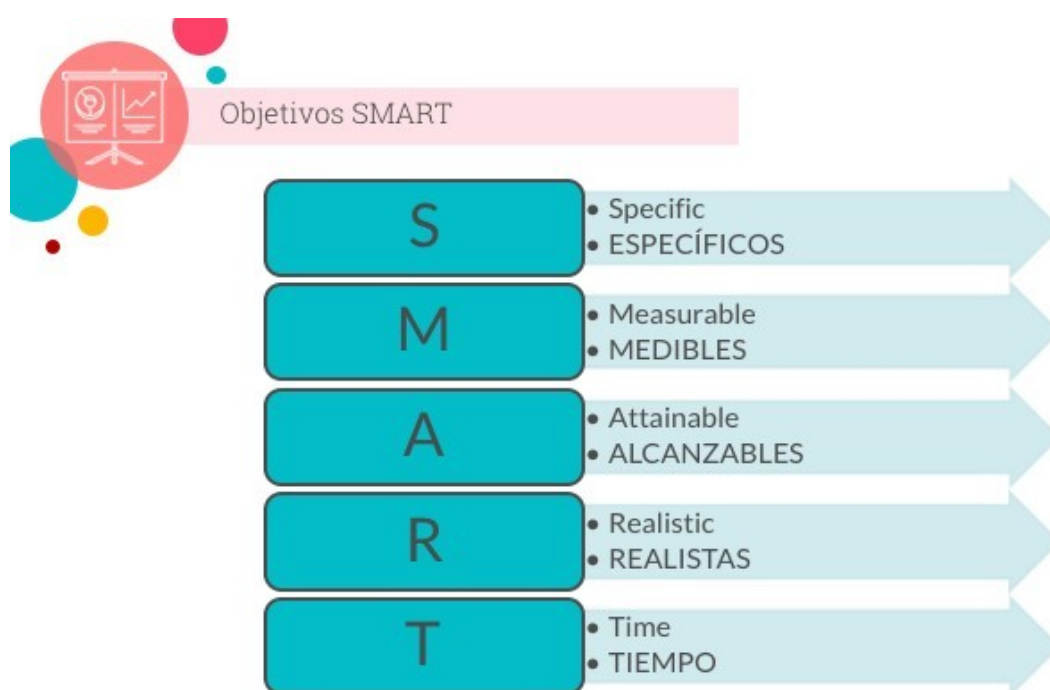 Objetivos SMART
S
• Specific
• ESPECÍFICOS
M
• Measurable
• MEDIBLES
A
• Attainable
• ALCANZABLES
R
• Realistic
• REALISTAS
T
• Time
• TIEMPO